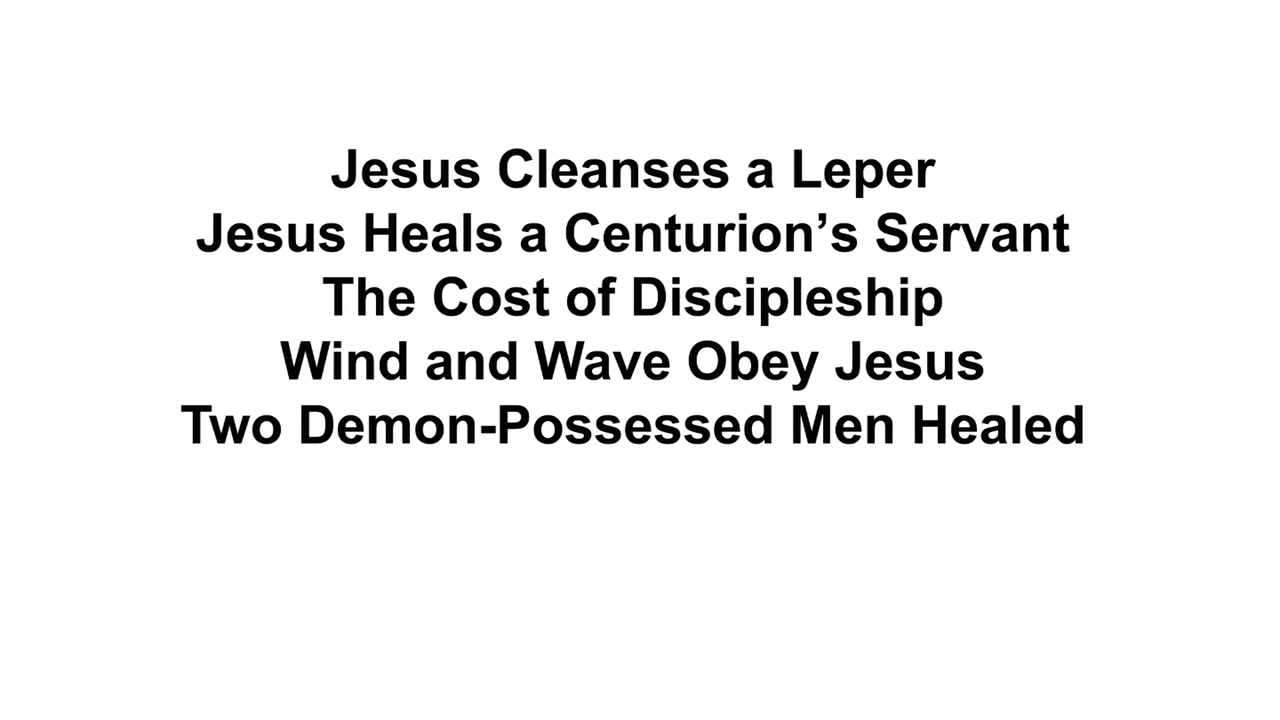 Jesus Cleanses a Leper
Jesus Heals a Centurion’s Servant
The Cost of Discipleship
Wind and Wave Obey Jesus
Two Demon-Possessed Men Healed